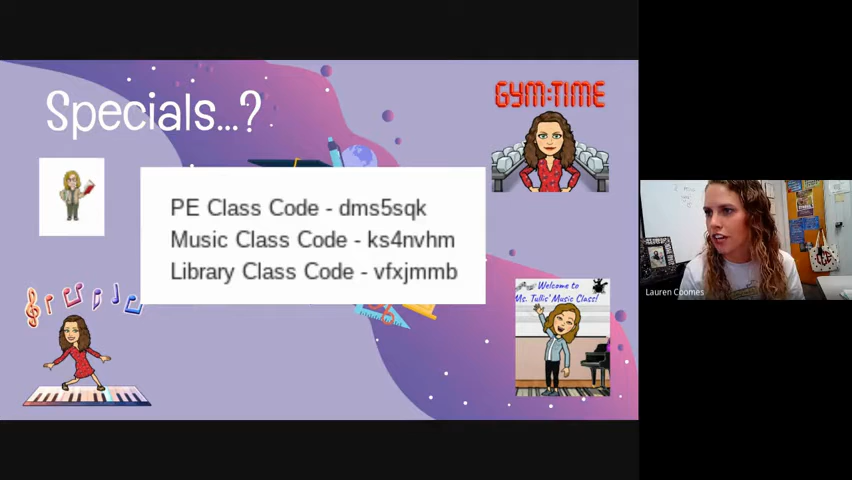 Specials...?
GYM:TIME
PE Class Code - dms5sqk
Music Class Code - ks4nvhm
Library Class Code - vfxjmmb
Welcome to
Ms. Tullis' Music Class!
Lauren Coomes